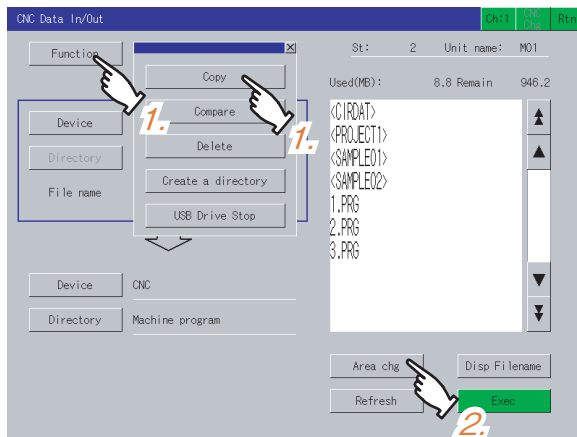 CNC Data In/Out
Ch:1
CNC Chg
Rtn
Function
St: 2 Unit name: M01
Copy
Used(MB): 8.8 Remain 946.2
1.
1.
Compare
Device
Delete
Directory
Create a directory
File name
USB Drive Stop
<CIRDAT>
<PROJECT1>
<SAMPLE01>
<SAMPLE02>
1.PRG
2.PRG
3.PRG
Device CNC
Directory Machine program
Area chg
Disp Filename
Refresh
Exec
2.